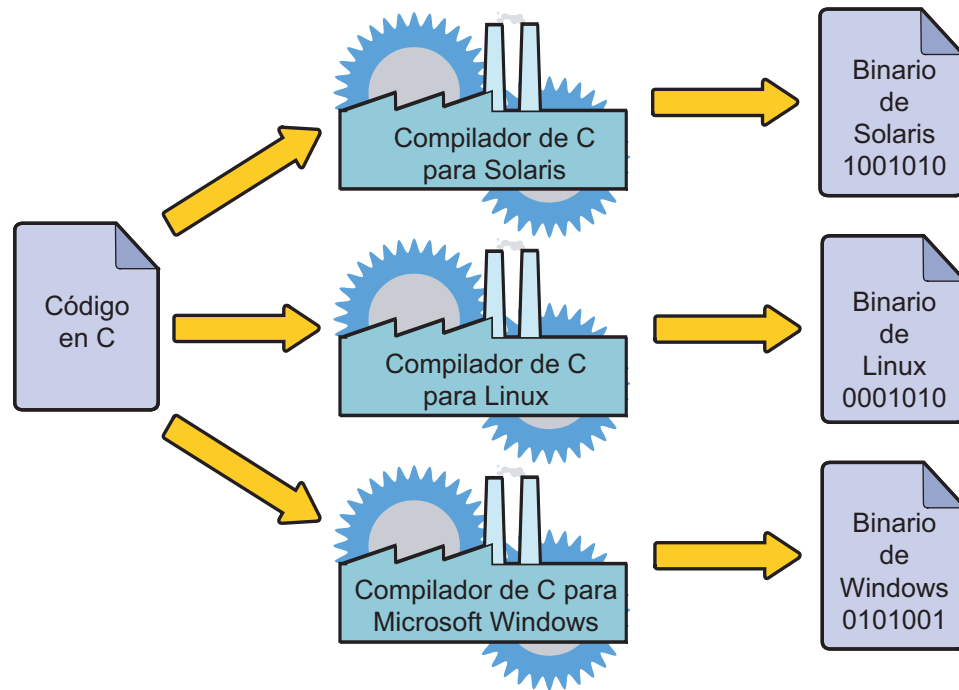 Código
en C
Compilador de C
para Solaris
Binario
de
Solaris
1001010
Compilador de C
para Linux
Binario
de
Linux
0001010
Compilador de C para
Microsoft Windows
Binario
de
Windows
0101001